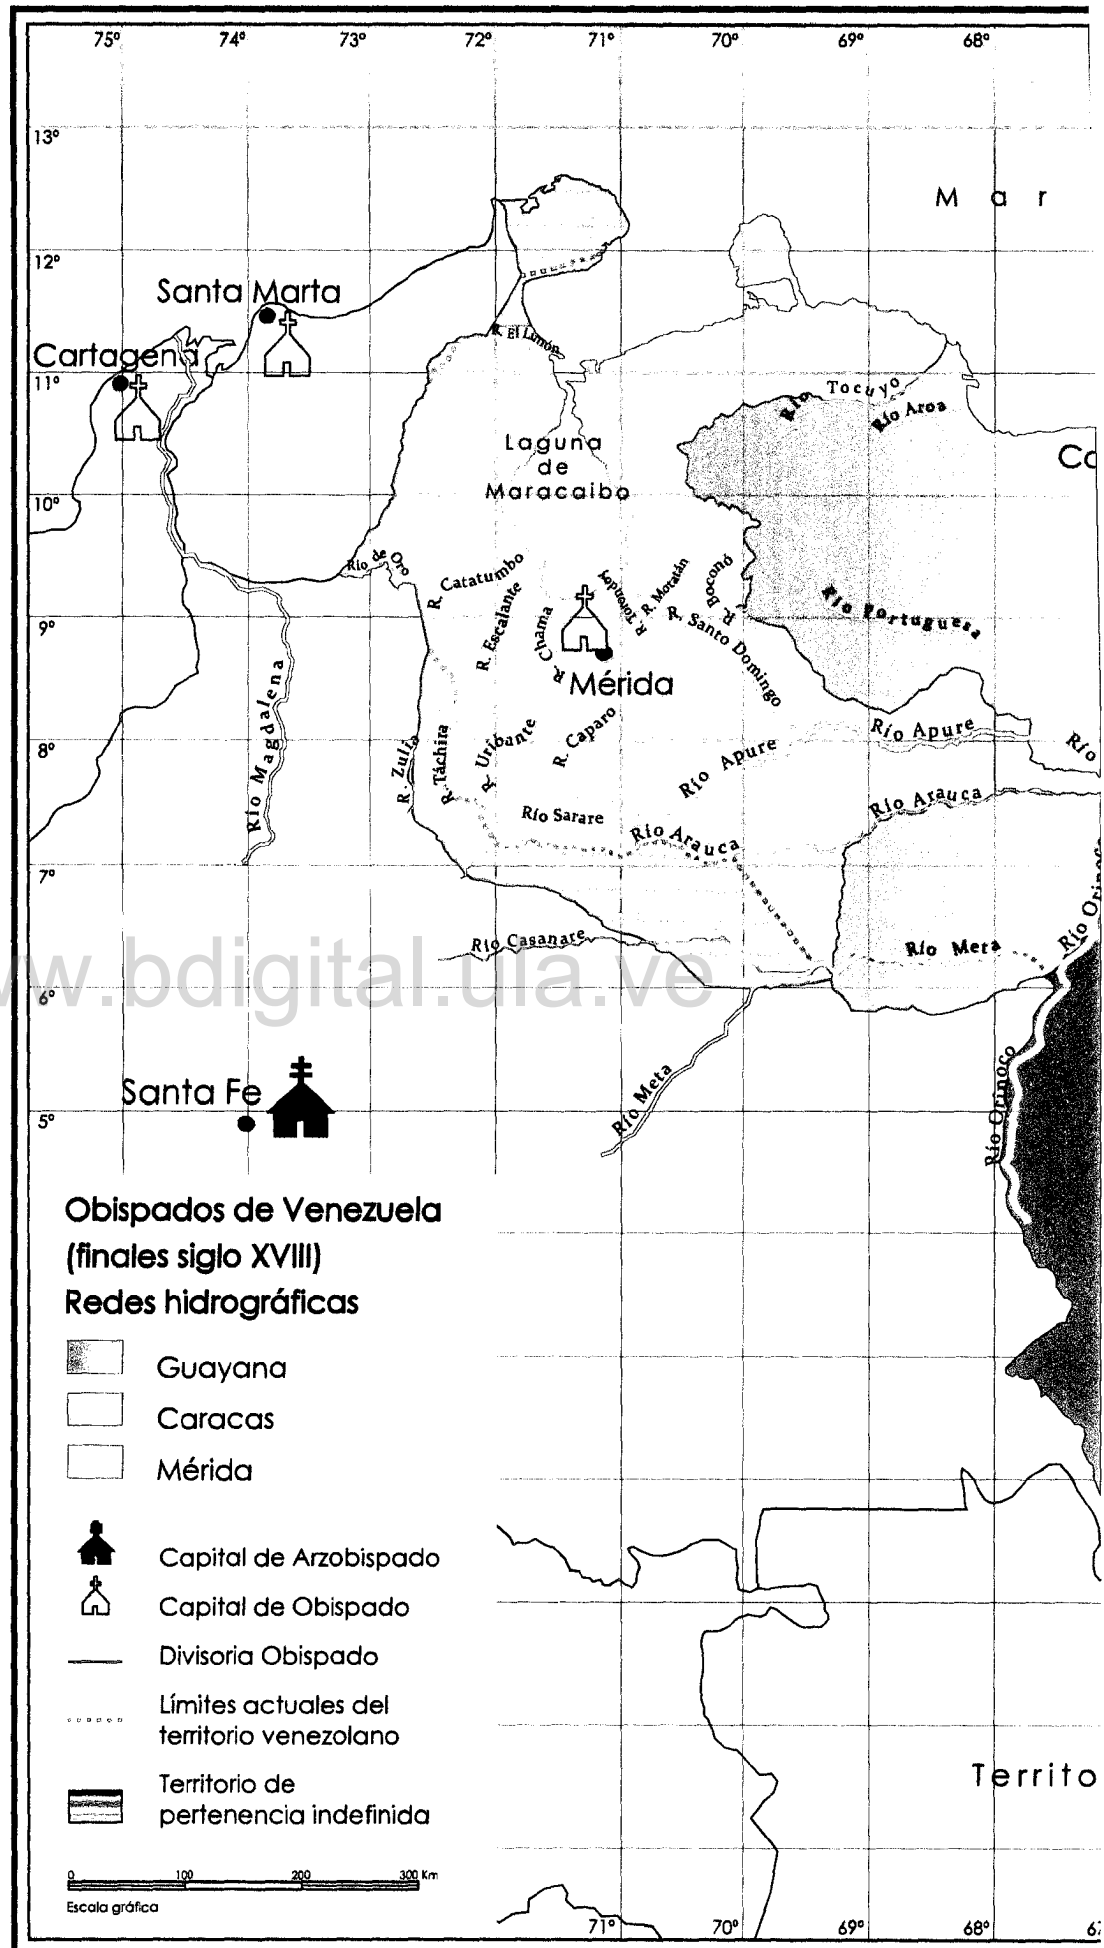 75° 74° 73° 72° 71° 70° 69° 68°
13°
Mar
12°
Santa Marta
R. El Limón
Cartagena
11°
Río Tocuyo
Río Aroa
Laguna
de
Maracaibo
10°
Río de Oro
R. Catatumbo
R. Escalante
R. Chama
R. Motatán
R. Boconó
R. Santo Domingo
Río Portuguesa
9°
Mérida
Río Magdalena
8°
R. Zulia
R. Táchira
R. Uribante
R. Caparo
Río Apure
Río Apure
Río
Río Sarare
Río Arauca
Río Arauca
7°
Río Casanare
Río Meta
Río Orinoco
www.bdigital.ula.ve
6°
Santa Fe
5°
Río Meta
Río Orinoco
Obispados de Venezuela
(finales siglo XVIII)
Redes hidrográficas
Guayana
Caracas
Mérida
Capital de Arzobispado
Capital de Obispado
Divisoria Obispado
Límites actuales del
territorio venezolano
Territorio de
pertenencia indefinida
Territo
0 100 200 300 Km
Escala gráfica
71° 70° 69° 68° 67